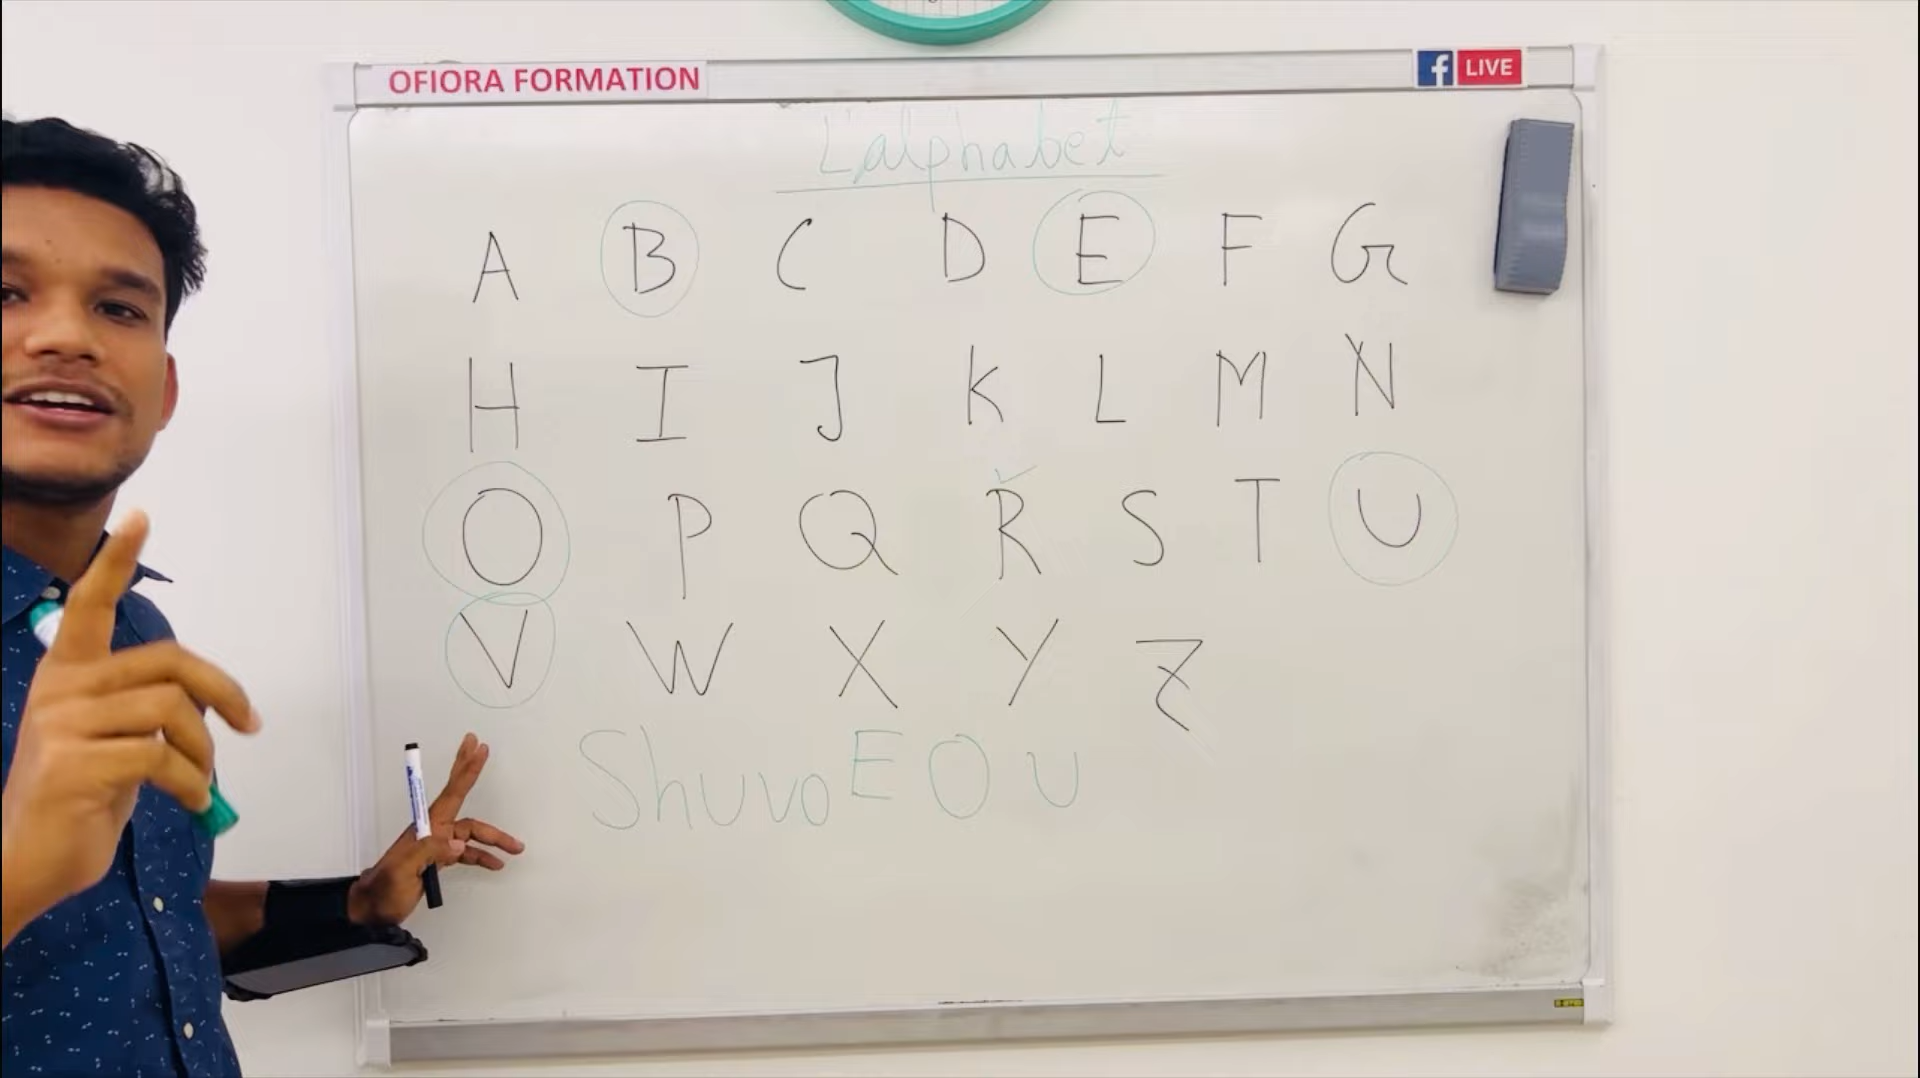 OFIORA FORMATION
f LIVE
L'alphabet
A B C D E F G
H I J K L M N
O P Q R S T U
V W X Y Z
Shuvo E O U